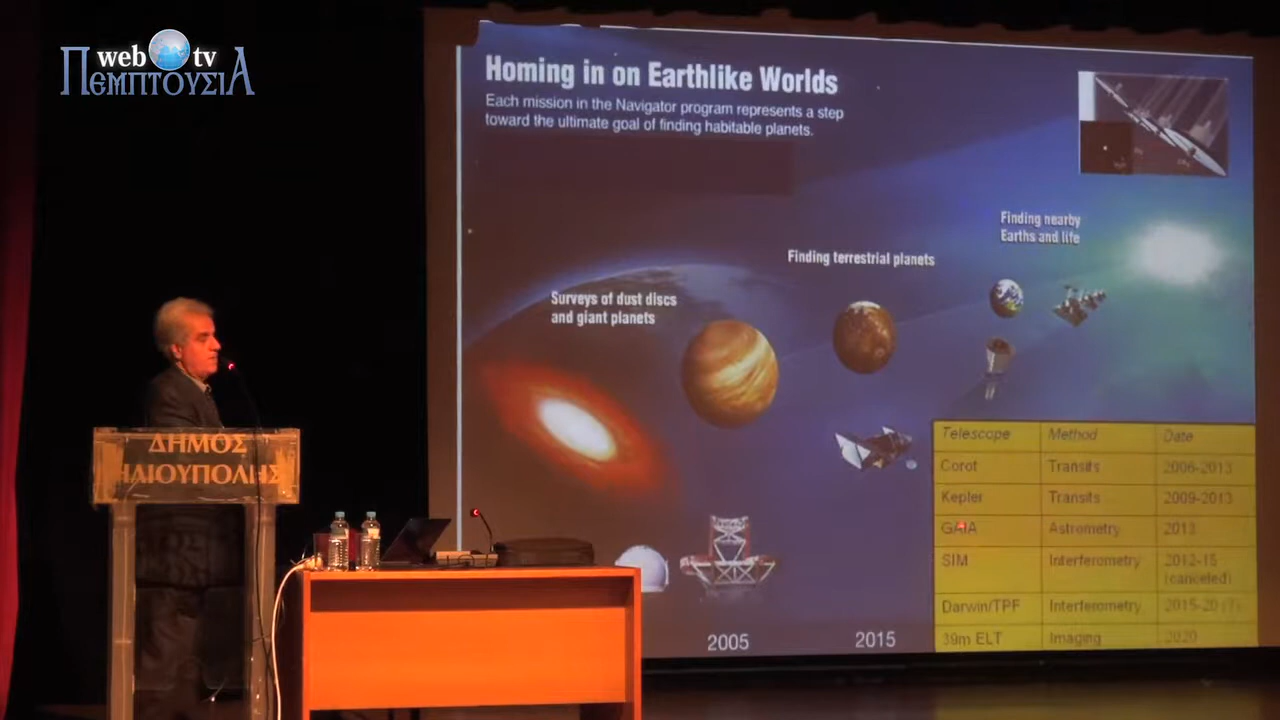 web tv
ΠΕΜΠΤΟΥΣΙΑ
Homing in on Earthlike Worlds
Each mission in the Navigator program represents a step
toward the ultimate goal of finding habitable planets.
Finding nearby
Earths and life
Finding terrestrial planets
Surveys of dust discs
and giant planets
ΔΗΜΟΣ
ΗΛΙΟΥΠΟΛΗΣ
Telescope Method Date
Corot Transits 2006-2013
Kepler Transits 2009-2013
GAIA Astrometry 2013
SIM Interferometry 2012-15
(canceled)
Darwin/TPF Interferometry 2015-20
39m ELT Imaging 2020
2005 2015